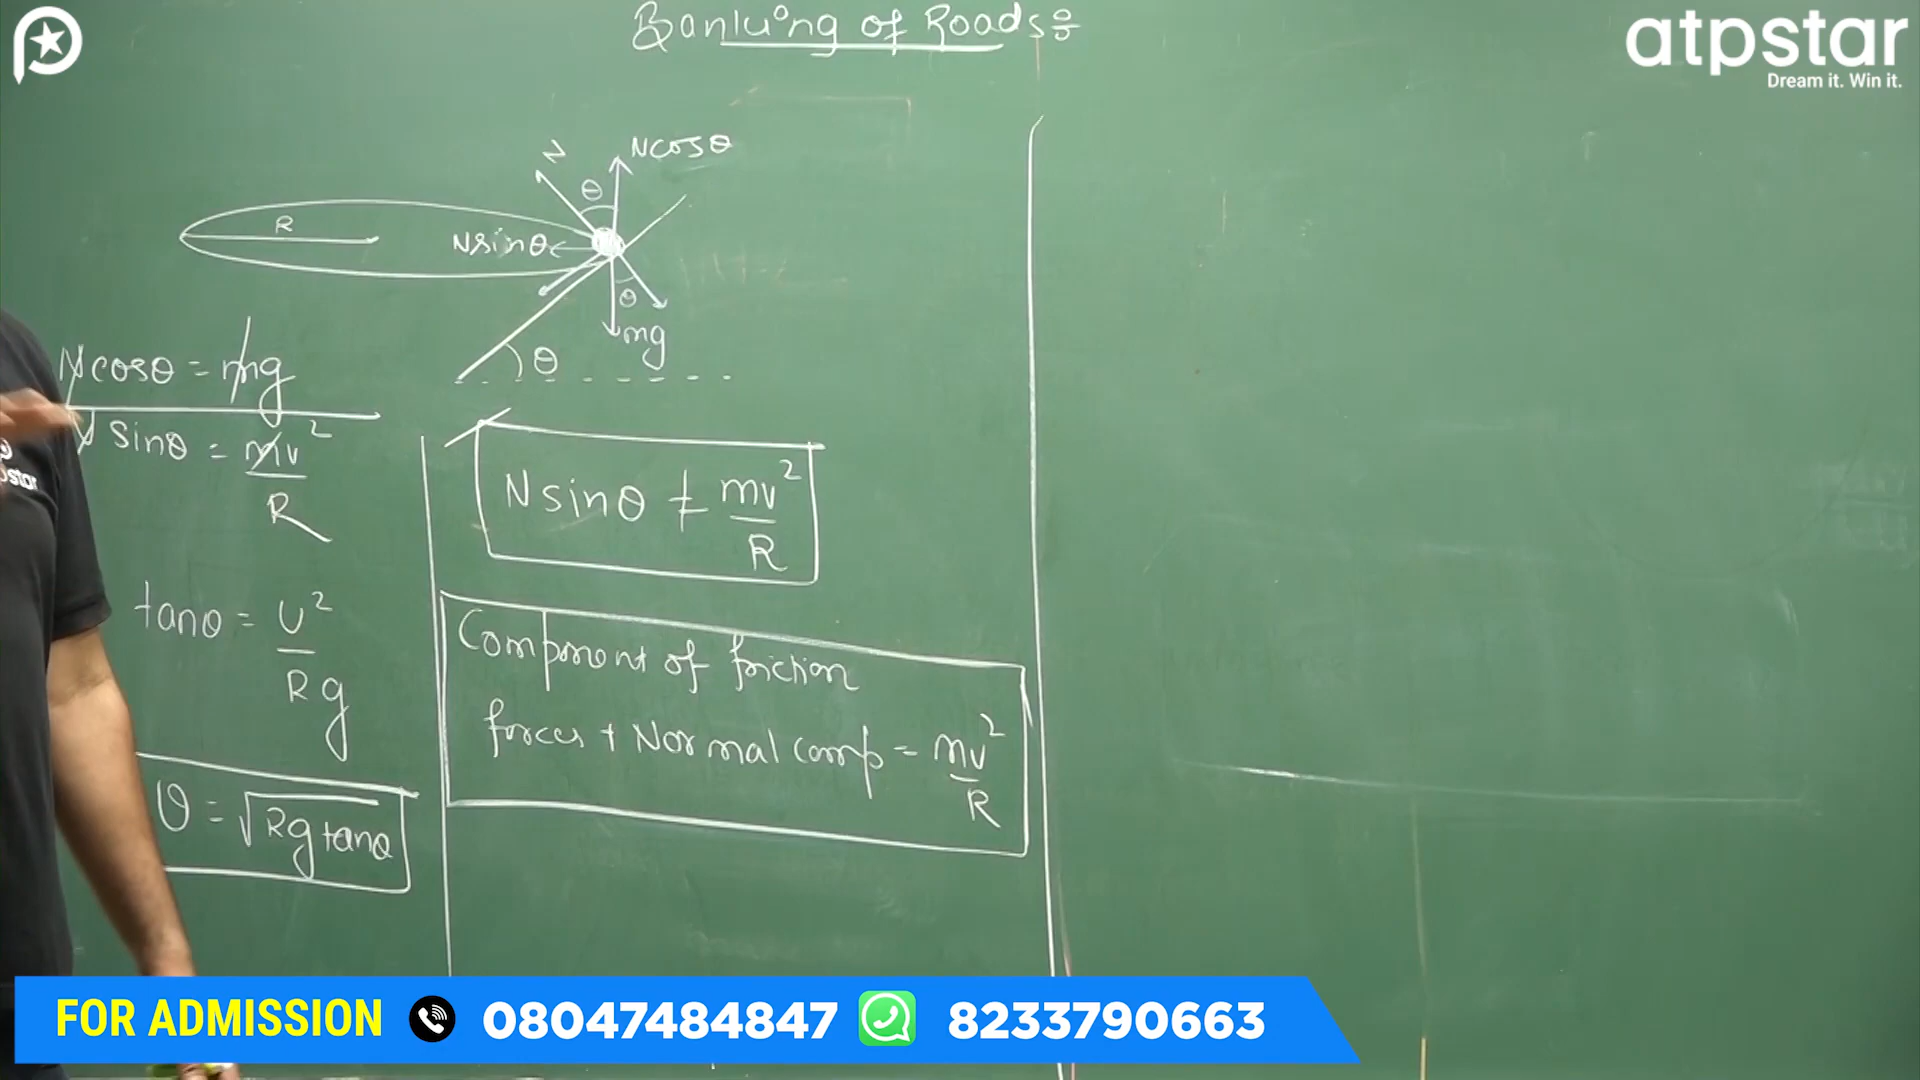 Banking of Roads÷
atpstar
Dream it. Win it.
N
Ncosθ
θ
R
Nsinθ
θ
mg
θ
Ncosθ = mg
N sinθ = mv²/R
tanθ = v²/Rg
υ = √Rg tanθ
Nsinθ ≠ mv²/R
Component of friction
forces + Normal comp = mv²/R
star
FOR ADMISSION 08047484847 8233790663